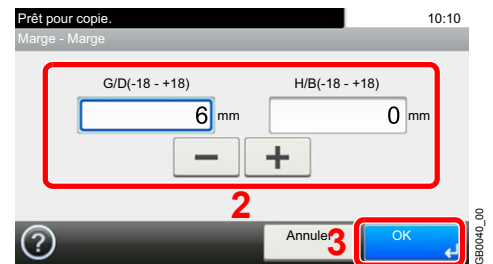 Prêt pour copie. 10:10
Marge - Marge
G/D(-18 - +18) H/B(-18 - +18)
6 mm 0 mm
− +
2
? Annuler 3 OK
GB0040_00